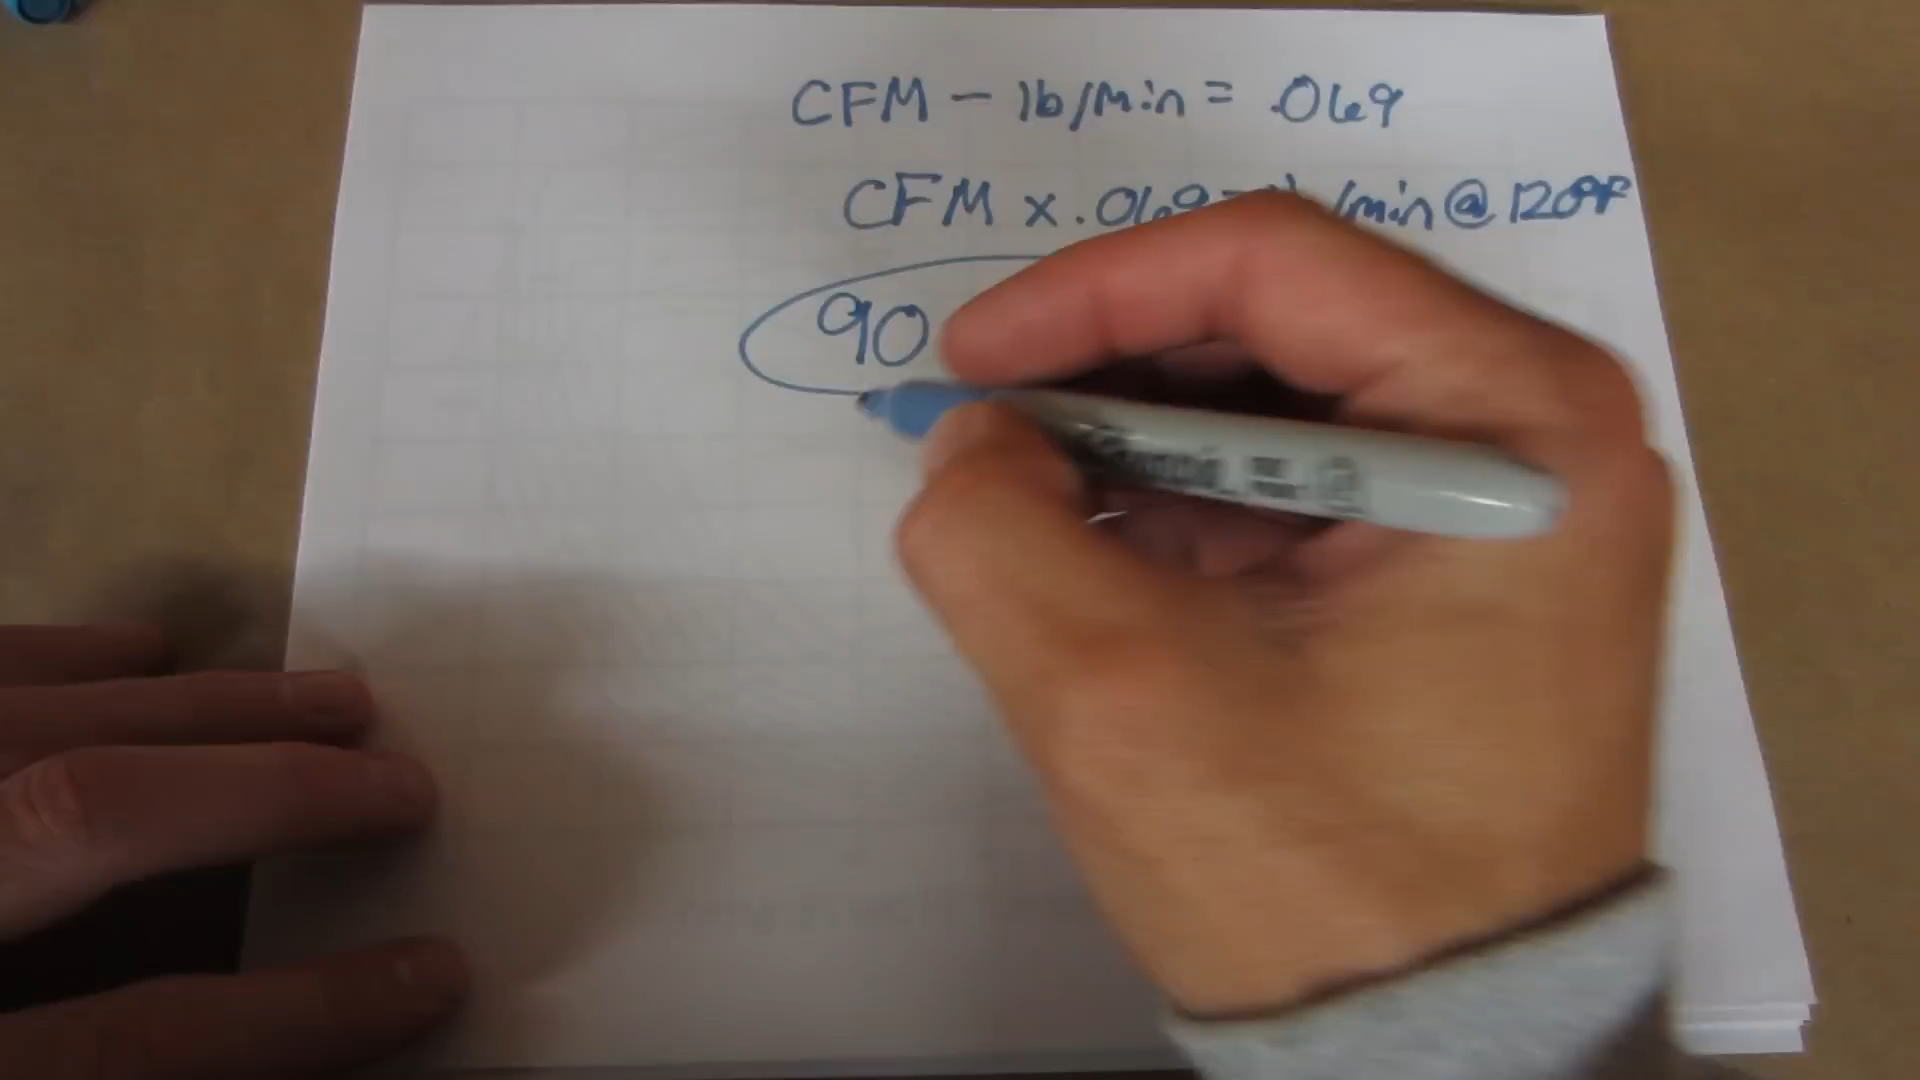 CFM - lb/min = .069
CFM x .069 /min @ 120°F
90